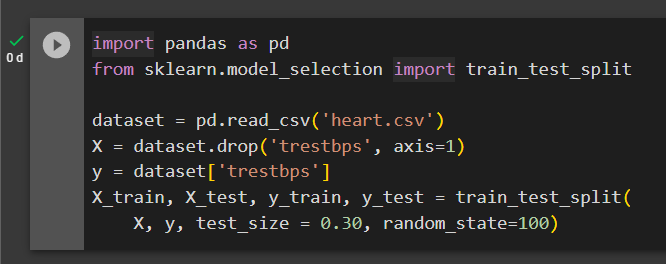 import pandas as pd
0 d
from sklearn.model_selection import train_test_split
dataset = pd.read_csv('heart.csv')
X = dataset.drop('trestbps', axis=1)
y = dataset['trestbps']
X_train, X_test, y_train, y_test = train_test_split(
    X, y, test_size = 0.30, random_state=100)